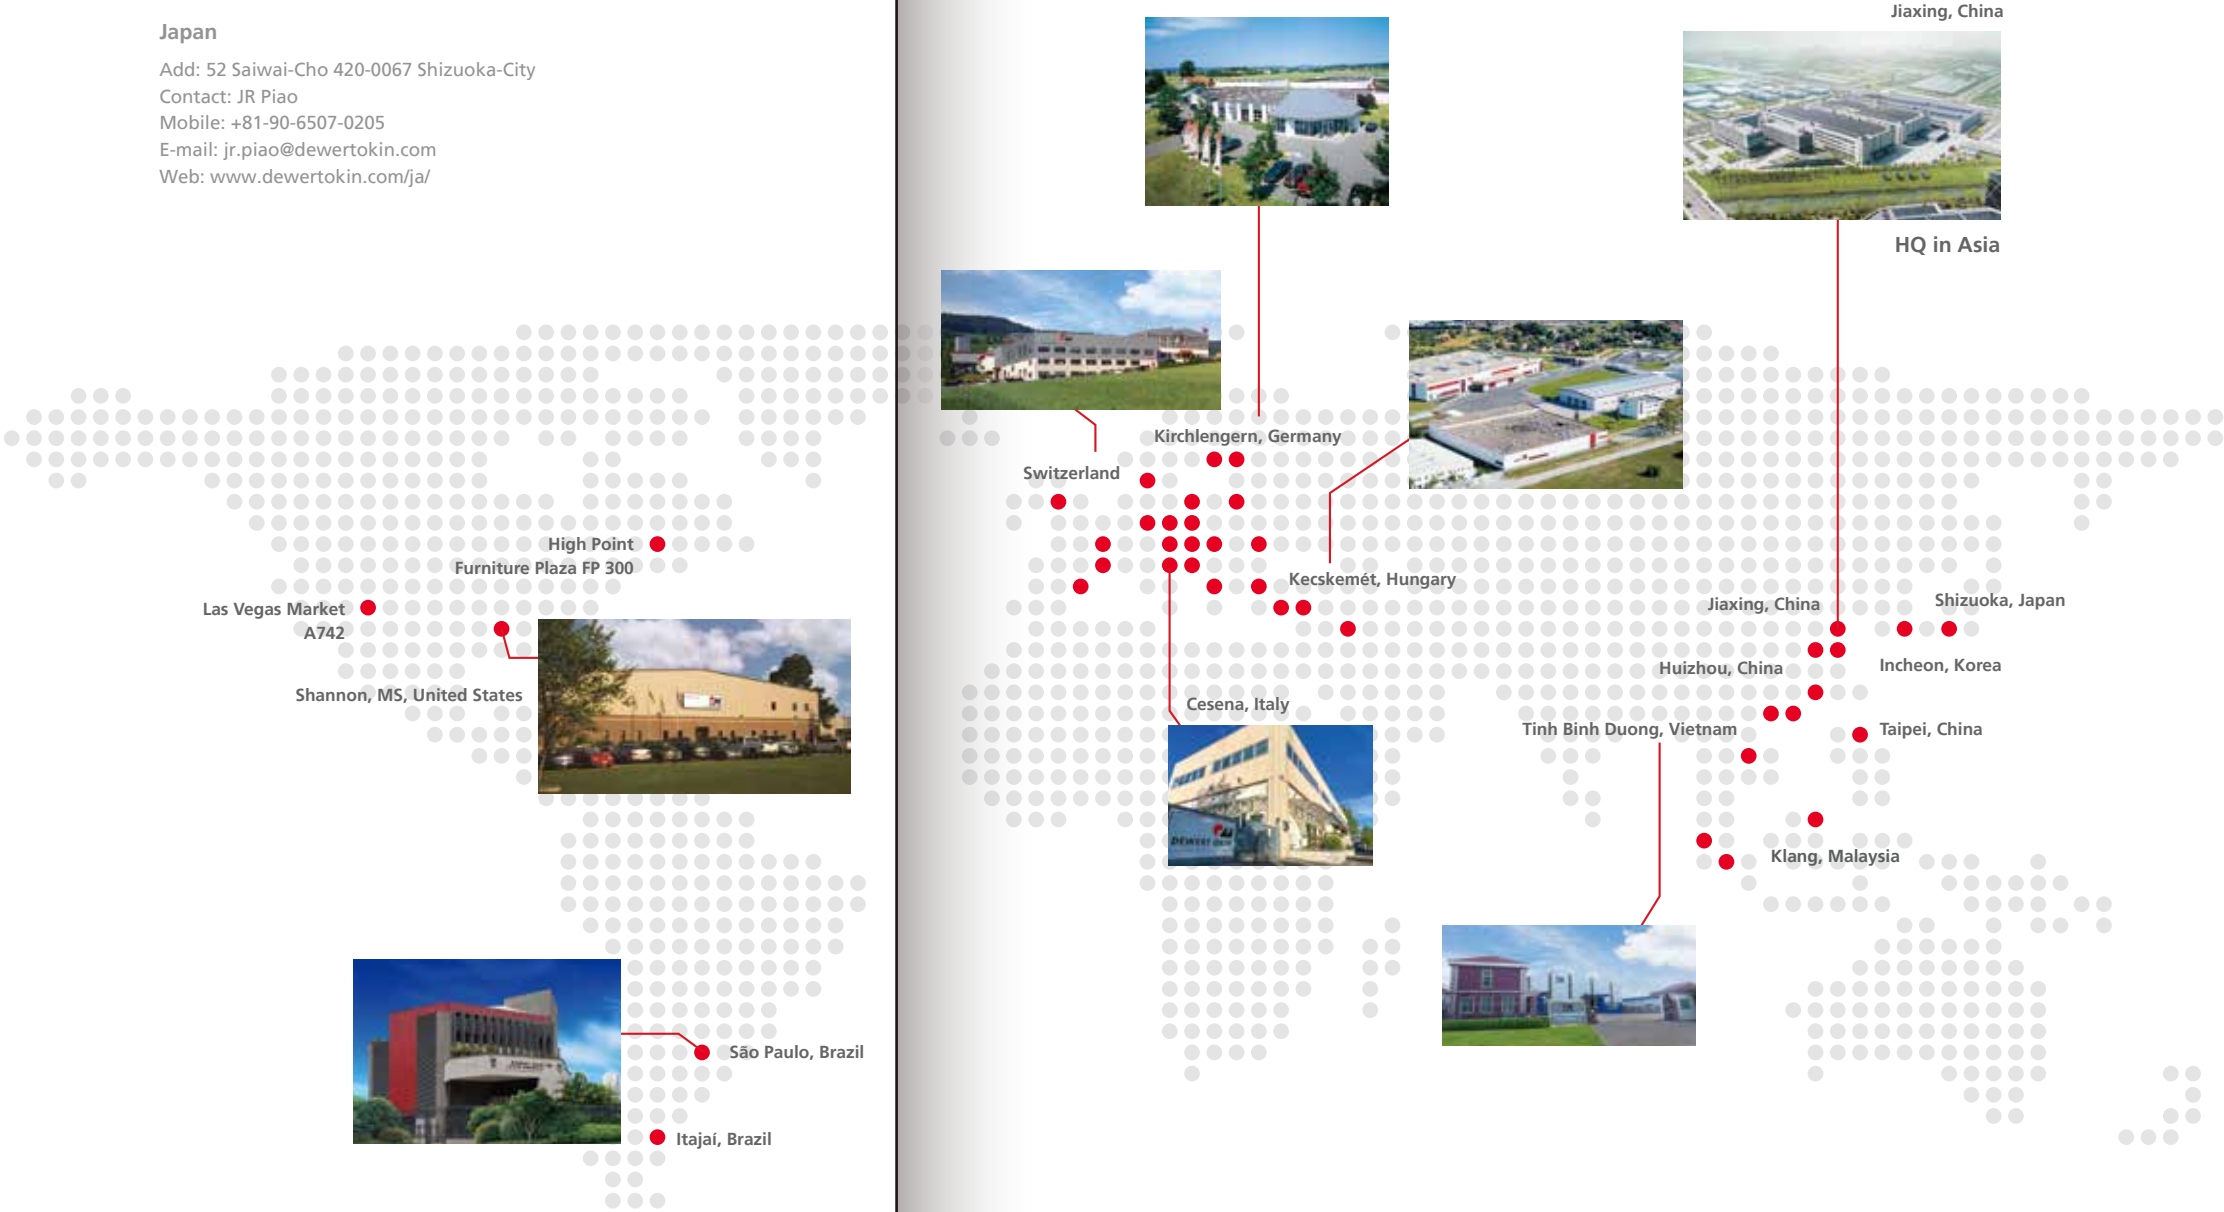 Japan
Add: 52 Saiwai-Cho 420-0067 Shizuoka-City
Contact: JR Piao
Mobile: +81-90-6507-0205
E-mail: jr.piao@dewertokin.com
Web: www.dewertokin.com/ja/
Jiaxing, China
HQ in Asia
Kirchlengern, Germany
Switzerland
High Point
Furniture Plaza FP 300
Kecskemét, Hungary
Las Vegas Market
A742
Jiaxing, China
Shizuoka, Japan
Huizhou, China
Incheon, Korea
Shannon, MS, United States
Cesena, Italy
Tinh Binh Duong, Vietnam
Taipei, China
DEWERT OKIN
Klang, Malaysia
São Paulo, Brazil
Itajaí, Brazil